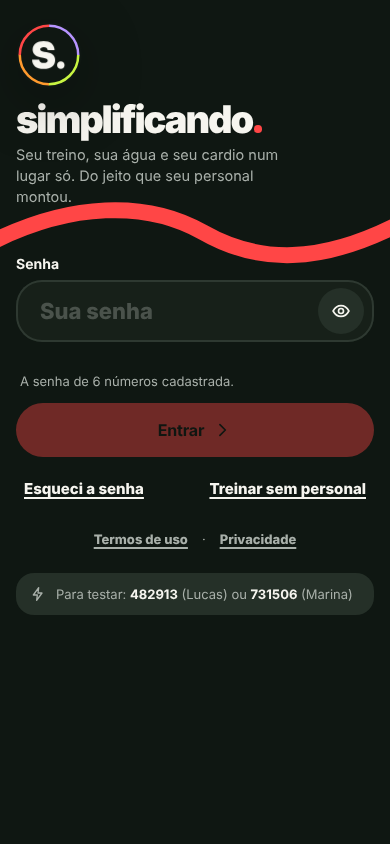 S.
simplificando.
Seu treino, sua água e seu cardio num
lugar só. Do jeito que seu personal
montou.
Senha
Sua senha
A senha de 6 números cadastrada.
Entrar
Esqueci a senha Treinar sem personal
Termos de uso · Privacidade
Para testar: 482913 (Lucas) ou 731506 (Marina)